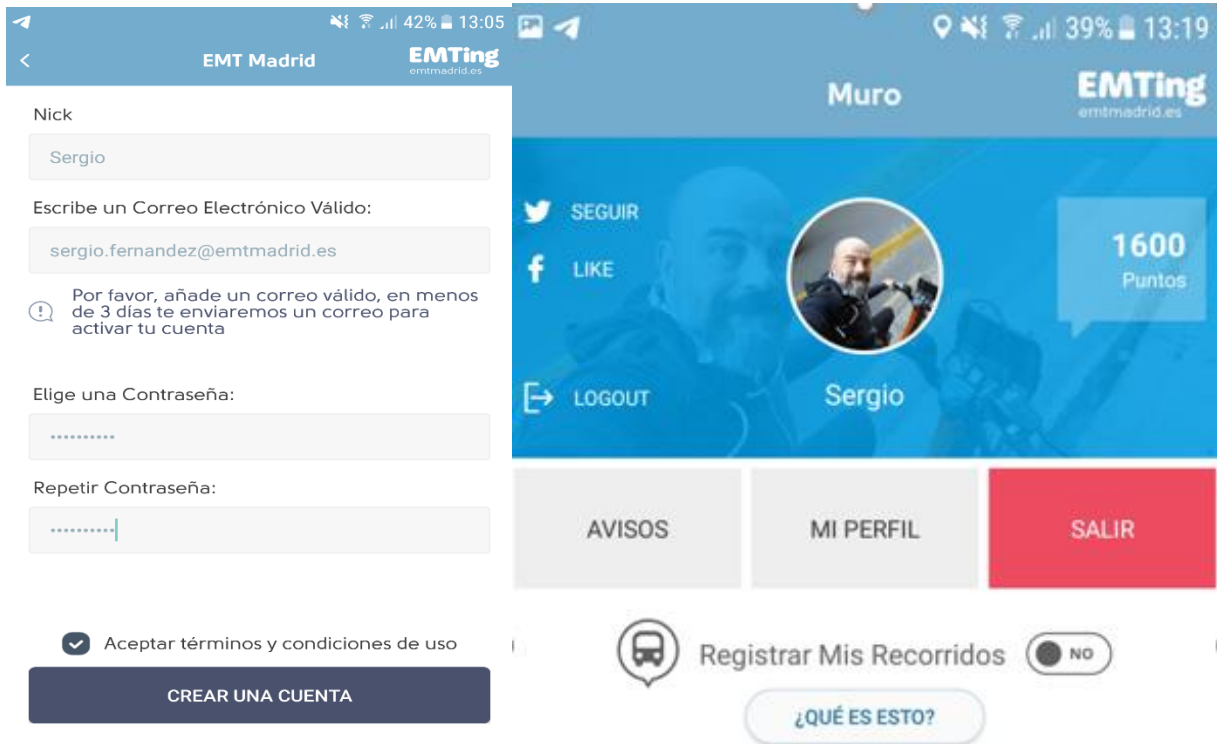 42% 13:05
EMT Madrid
EMTing
emtmadrid.es
Nick
Sergio
Escribe un Correo Electrónico Válido:
sergio.fernandez@emtmadrid.es
Por favor, añade un correo válido, en menos
de 3 días te enviaremos un correo para
activar tu cuenta
Elige una Contraseña:
••••••••••
Repetir Contraseña:
••••••••••
Aceptar términos y condiciones de uso
CREAR UNA CUENTA
39% 13:19
Muro
EMTing
emtmadrid.es
SEGUIR
LIKE
1600
Puntos
LOGOUT
Sergio
AVISOS
MI PERFIL
SALIR
Registrar Mis Recorridos
NO
¿QUÉ ES ESTO?